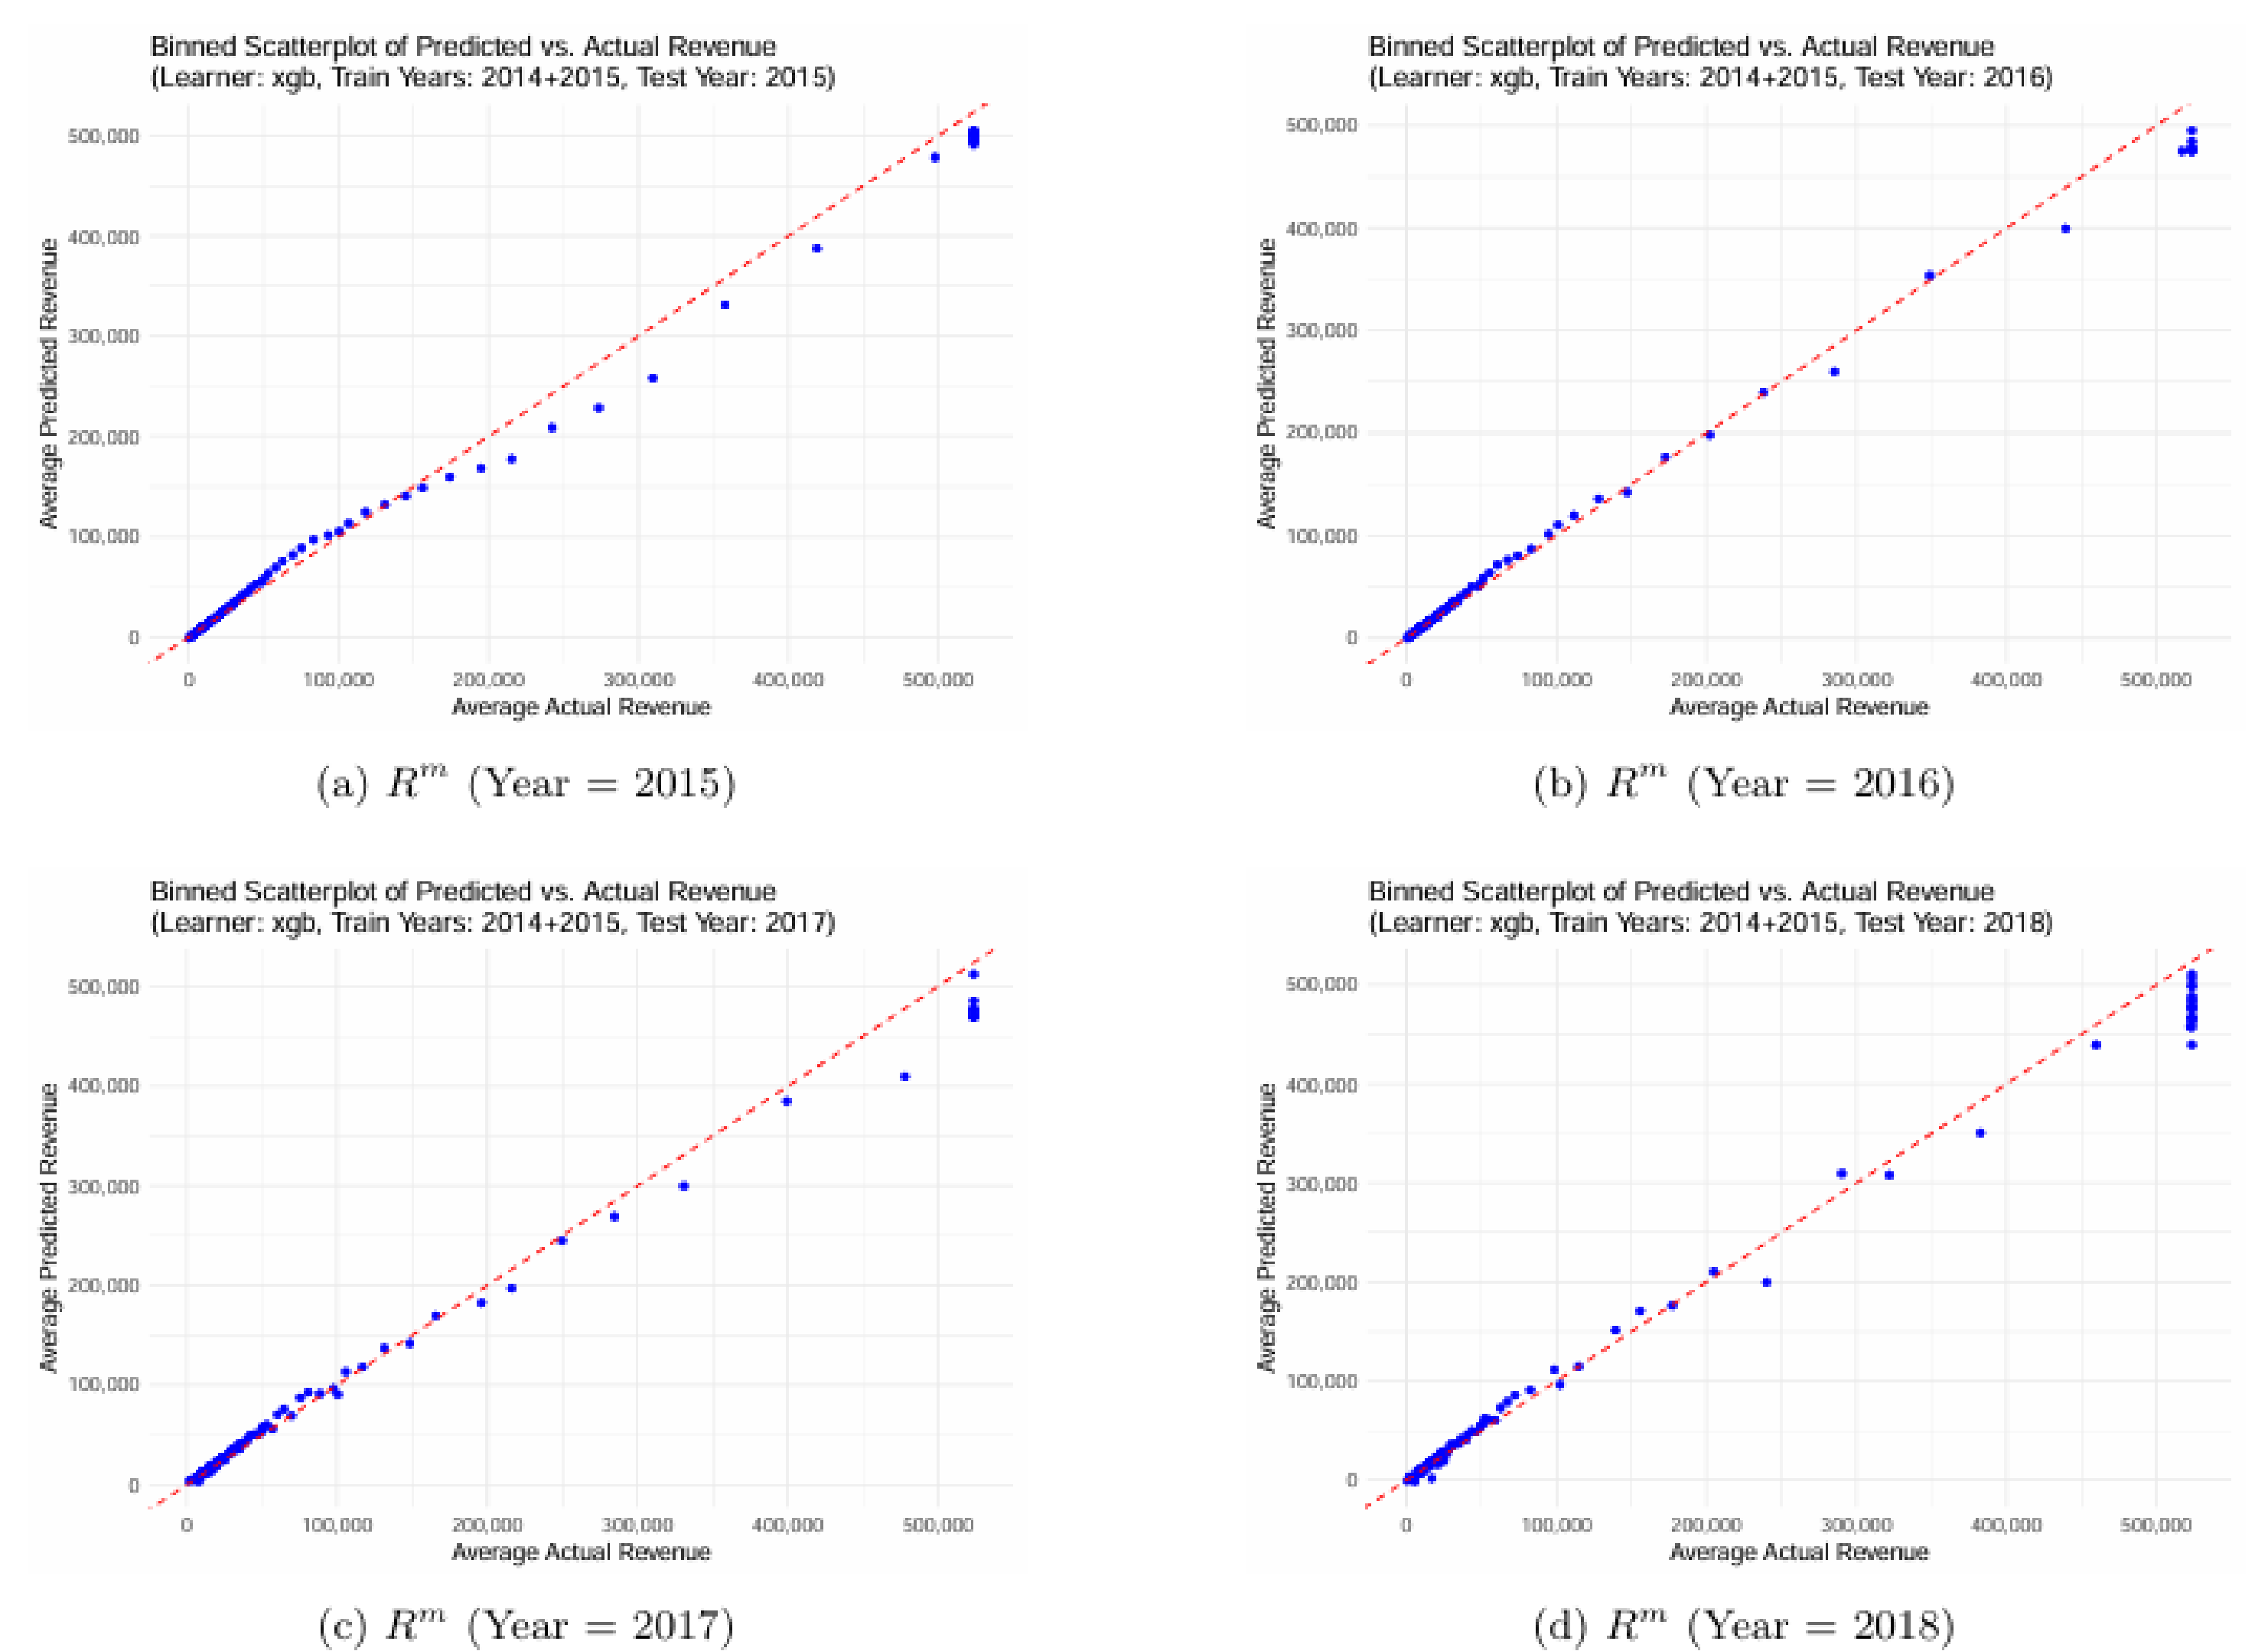 Binned Scatterplot of Predicted vs. Actual Revenue
(Learner: xgb, Train Years: 2014+2015, Test Year: 2015)
Average Predicted Revenue
500,000
400,000
300,000
200,000
100,000
0
0 100,000 200,000 300,000 400,000 500,000
Average Actual Revenue
(a) R^m (Year = 2015)
Binned Scatterplot of Predicted vs. Actual Revenue
(Learner: xgb, Train Years: 2014+2015, Test Year: 2016)
Average Predicted Revenue
500,000
400,000
300,000
200,000
100,000
0
0 100,000 200,000 300,000 400,000 500,000
Average Actual Revenue
(b) R^m (Year = 2016)
Binned Scatterplot of Predicted vs. Actual Revenue
(Learner: xgb, Train Years: 2014+2015, Test Year: 2017)
Average Predicted Revenue
500,000
400,000
300,000
200,000
100,000
0
0 100,000 200,000 300,000 400,000 500,000
Average Actual Revenue
(c) R^m (Year = 2017)
Binned Scatterplot of Predicted vs. Actual Revenue
(Learner: xgb, Train Years: 2014+2015, Test Year: 2018)
Average Predicted Revenue
500,000
400,000
300,000
200,000
100,000
0
0 100,000 200,000 300,000 400,000 500,000
Average Actual Revenue
(d) R^m (Year = 2018)